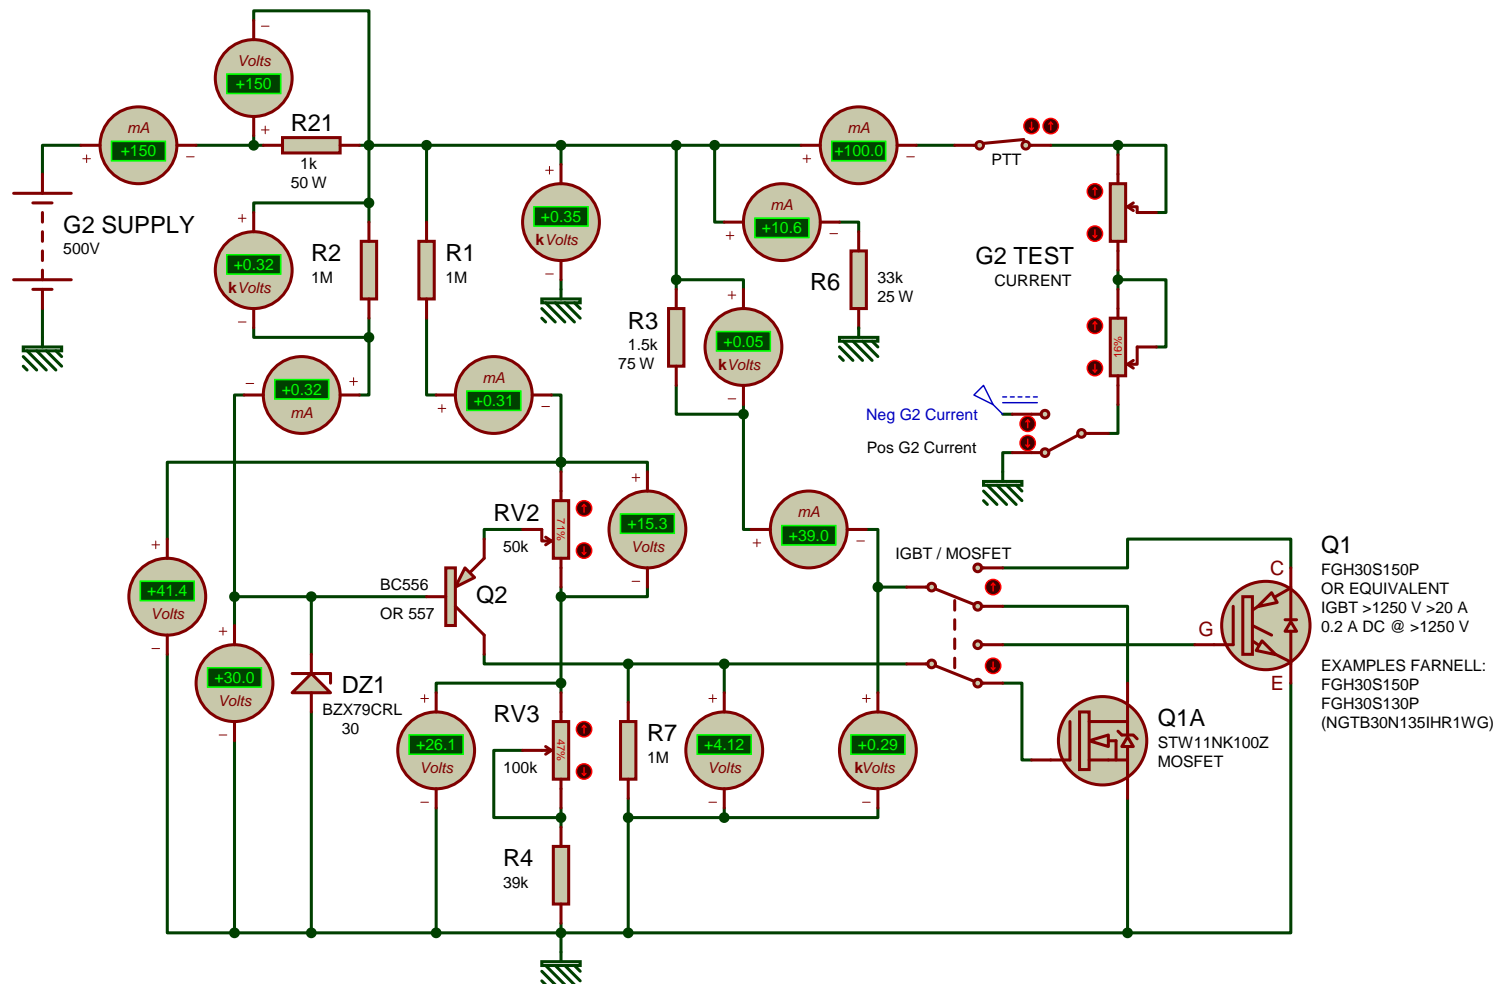 −
Volts
+150
+
mA
+150
+
−
R21
1k
50 W
mA
+100.0
+
−
PTT
G2 SUPPLY
500V
+
+0.32
kVolts
−
R2
1M
R1
1M
+
+0.35
kVolts
−
mA
+10.6
+
−
R6
33k
25 W
G2 TEST
CURRENT
R3
1.5k
75 W
+
+0.05
kVolts
−
16%
−
+0.32
+
mA
mA
+0.31
+
−
Neg G2 Current
Pos G2 Current
RV2
50k
71%
+
+15.3
Volts
−
mA
+39.0
+
−
IGBT / MOSFET
+
+41.4
Volts
−
BC556
OR 557
Q2
Q1
FGH30S150P
OR EQUIVALENT
IGBT >1250 V >20 A
0.2 A DC @ >1250 V
C
G
E
EXAMPLES FARNELL:
FGH30S150P
FGH30S130P
(NGTB30N135IHR1WG)
+
+30.0
Volts
−
DZ1
BZX79CRL
30
+
+26.1
Volts
−
RV3
100k
47%
R7
1M
+
+4.12
Volts
−
+
+0.29
kVolts
−
Q1A
STW11NK100Z
MOSFET
R4
39k